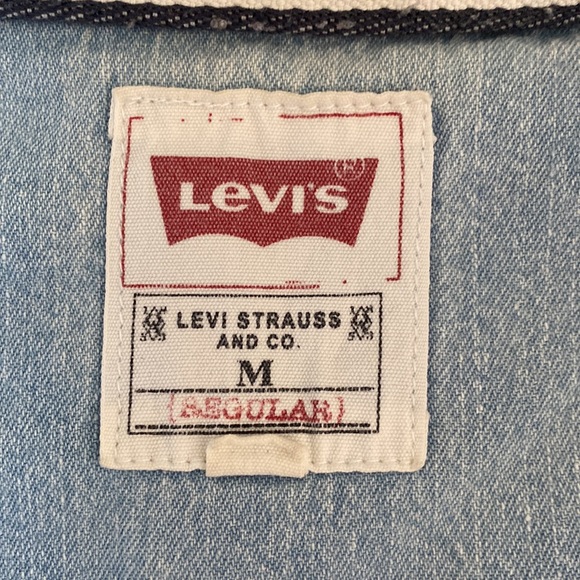 Levi's
®
LEVI STRAUSS
AND CO.
M
(REGULAR)